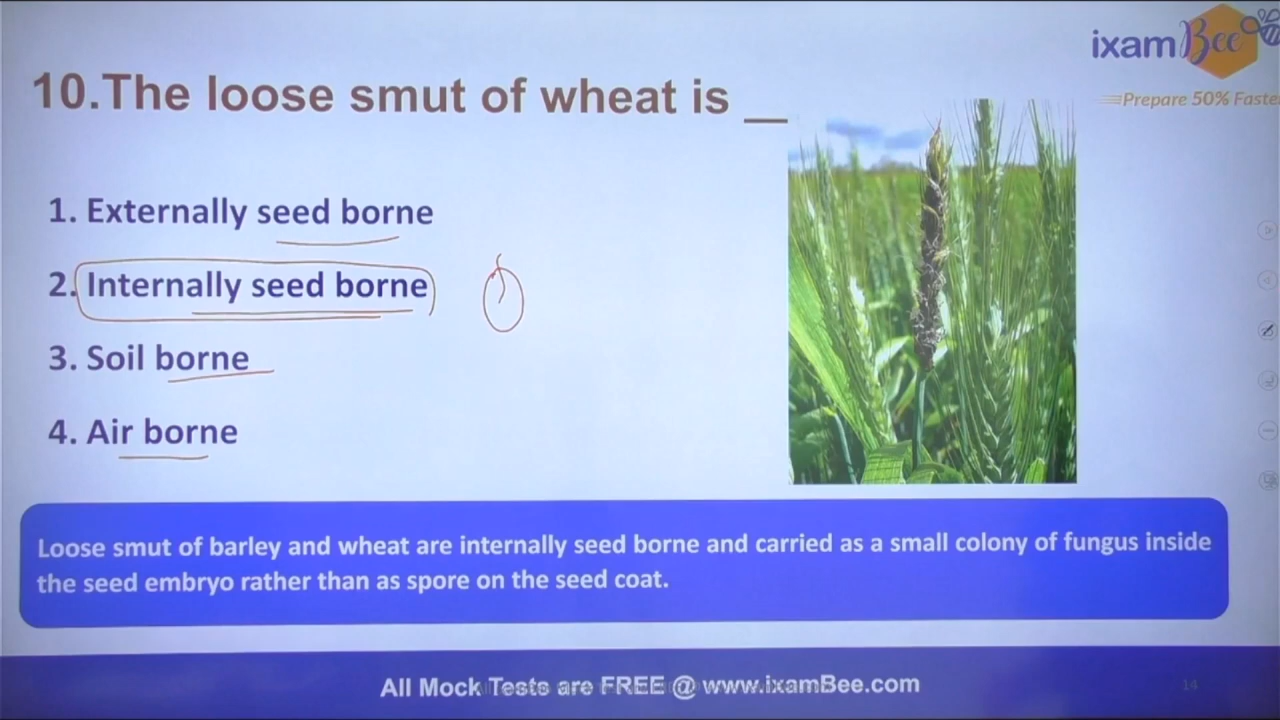 ixamBee
Prepare 50% Faste
10.The loose smut of wheat is __
1. Externally seed borne
2. Internally seed borne
3. Soil borne
4. Air borne
Loose smut of barley and wheat are internally seed borne and carried as a small colony of fungus inside
the seed embryo rather than as spore on the seed coat.
All Mock Tests are FREE @ www.ixamBee.com
14